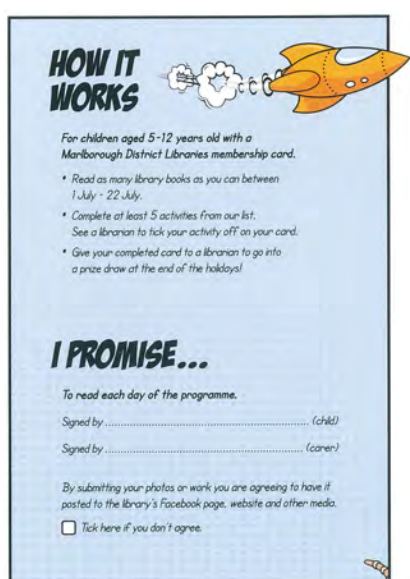 HOW IT
WORKS
For children aged 5-12 years old with a
Marlborough District Libraries membership card.
* Read as many library books as you can between
1 July - 22 July.
* Complete at least 5 activities from our list.
See a librarian to tick your activity off on your card.
* Give your completed card to a librarian to go into
a prize draw at the end of the holidays!
I PROMISE...
To read each day of the programme.
Signed by ............................................................ (child)
Signed by ............................................................ (carer)
By submitting your photos or work you are agreeing to have it
posted to the library's Facebook page, website and other media.
Tick here if you don't agree.